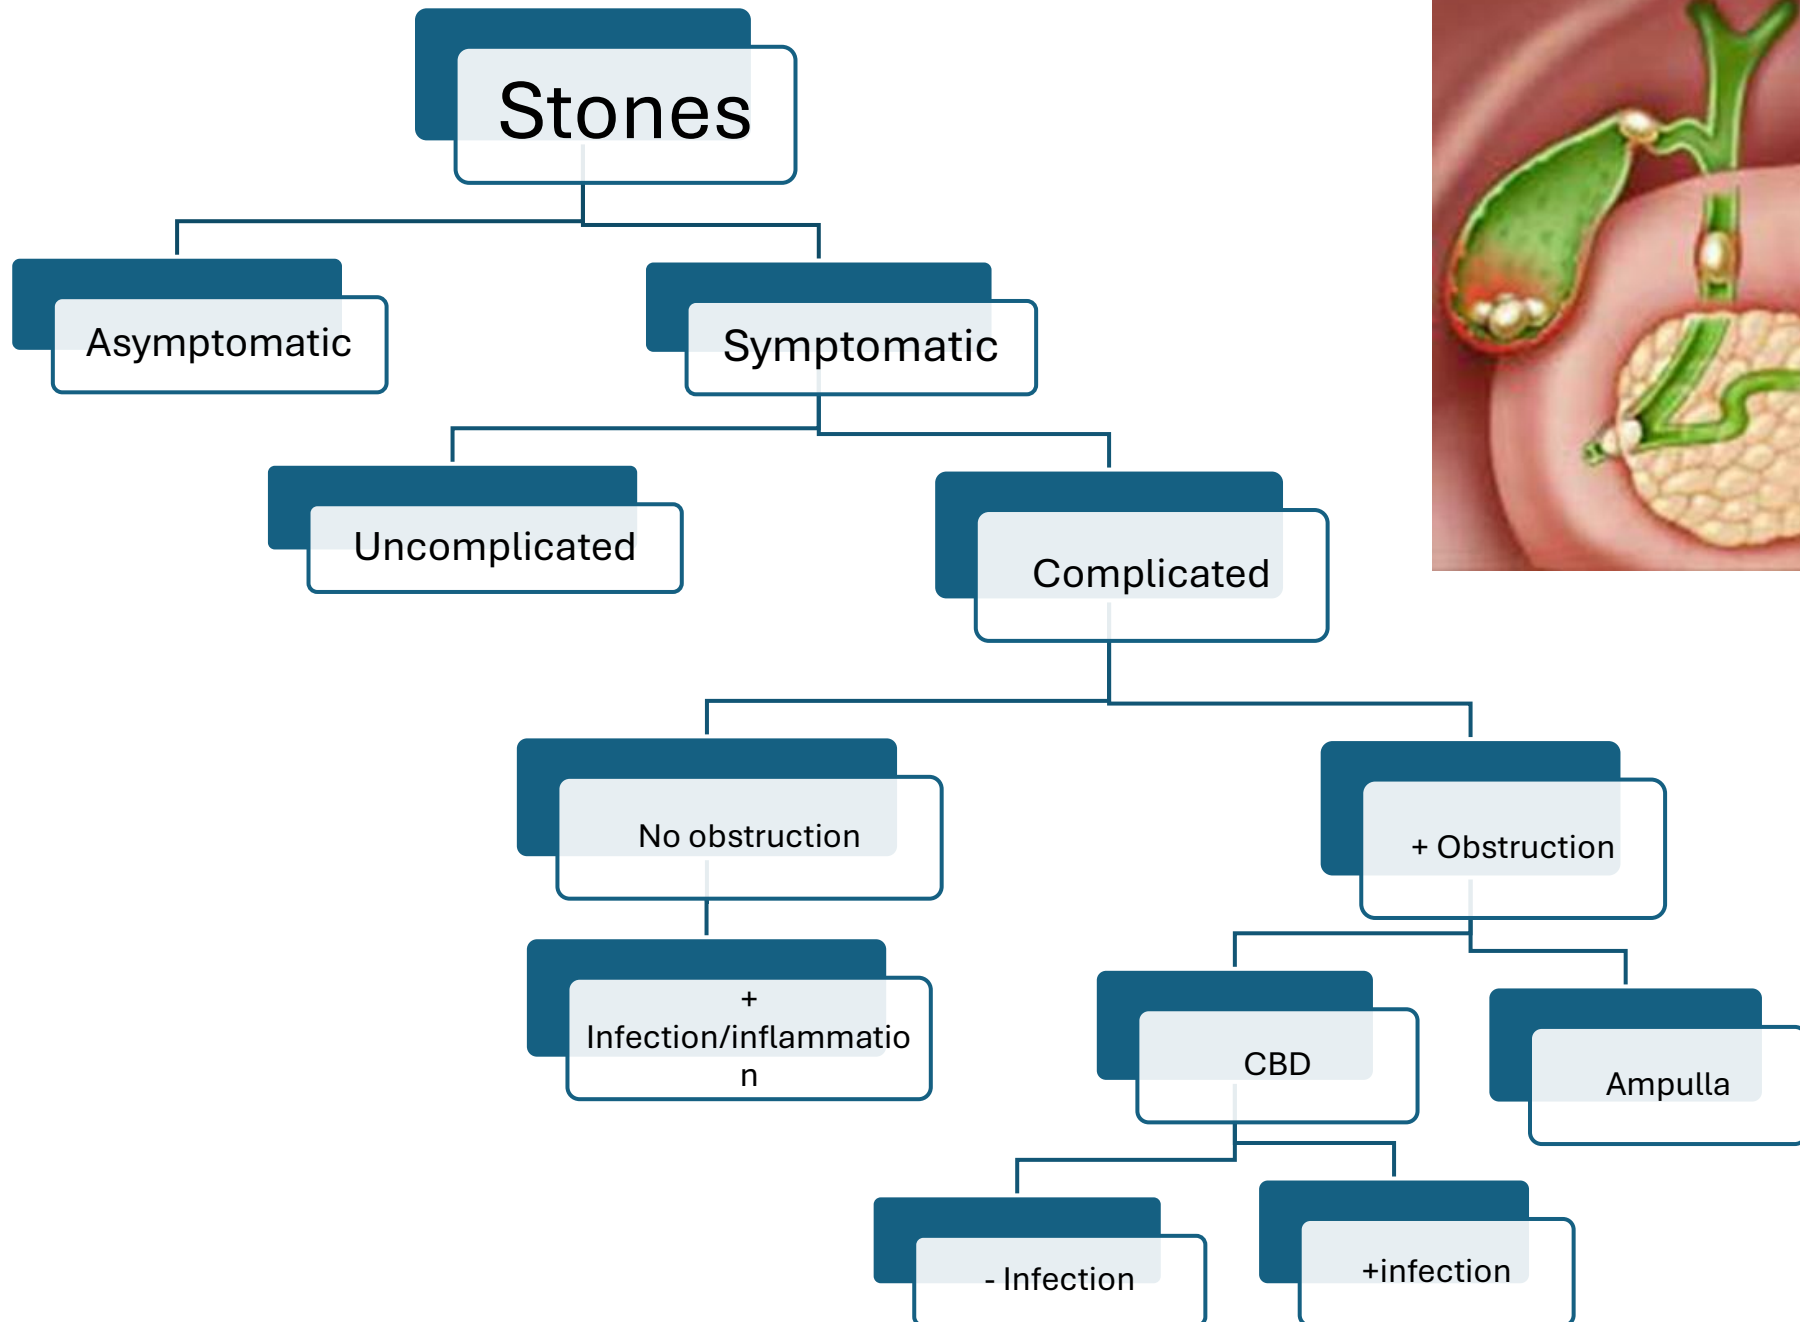 Stones
Asymptomatic
Symptomatic
Uncomplicated
Complicated
No obstruction
+ Obstruction
+
Infection/inflammatio
n
CBD
Ampulla
- Infection
+infection